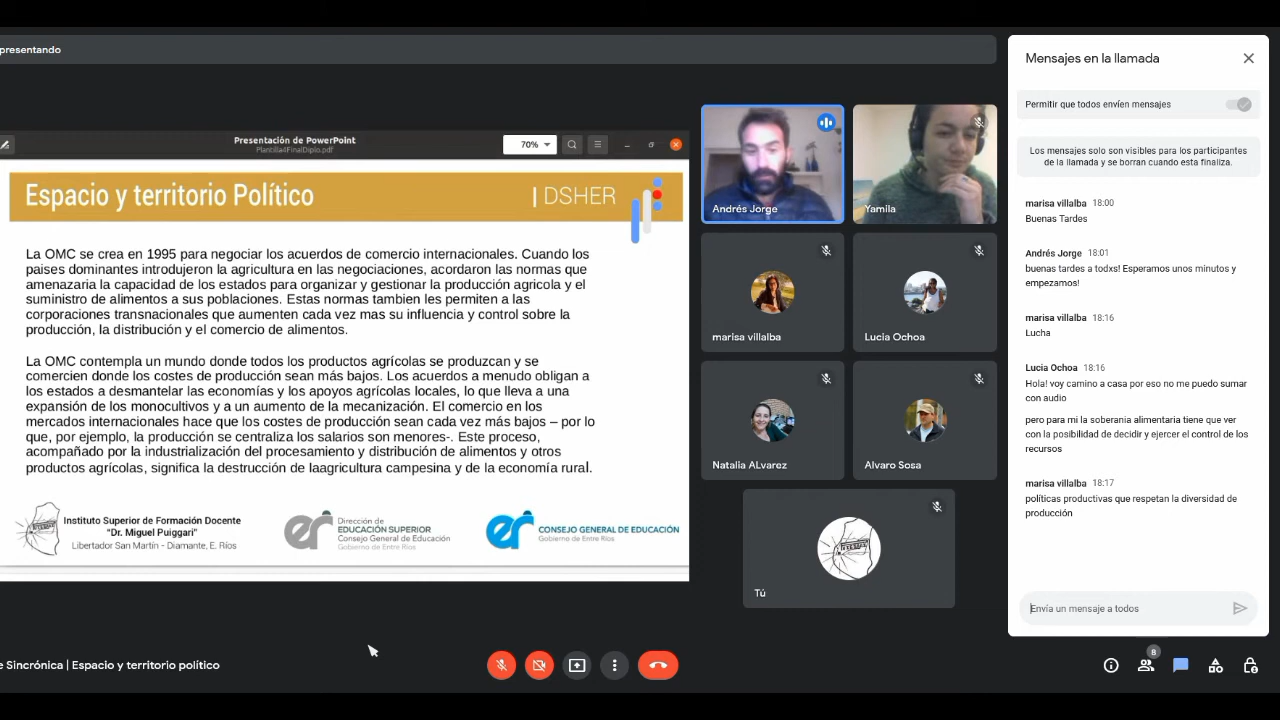 presentando
Presentación de PowerPoint
Plantilla4FinalDiplo.pdf
70%
Espacio y territorio Político
| DSHER
La OMC se crea en 1995 para negociar los acuerdos de comercio internacionales. Cuando los
paises dominantes introdujeron la agricultura en las negociaciones, acordaron las normas que
amenazaria la capacidad de los estados para organizar y gestionar la producción agricola y el
suministro de alimentos a sus poblaciones. Estas normas tambien les permiten a las
corporaciones transnacionales que aumenten cada vez mas su influencia y control sobre la
producción, la distribución y el comercio de alimentos.
La OMC contempla un mundo donde todos los productos agrícolas se produzcan y se
comercien donde los costes de producción sean más bajos. Los acuerdos a menudo obligan a
los estados a desmantelar las economías y los apoyos agrícolas locales, lo que lleva a una
expansión de los monocultivos y a un aumento de la mecanización. El comercio en los
mercados internacionales hace que los costes de producción sean cada vez más bajos – por lo
que, por ejemplo, la producción se centraliza los salarios son menores-. Este proceso,
acompañado por la industrialización del procesamiento y distribución de alimentos y otros
productos agrícolas, significa la destrucción de laagricultura campesina y de la economía rural.
Instituto Superior de Formación Docente
"Dr. Miguel Puiggari"
Libertador San Martín - Diamante, E. Ríos
er
Dirección de
EDUCACIÓN SUPERIOR
Consejo General de Educación
Gobierno de Entre Ríos
er
CONSEJO GENERAL DE EDUCACIÓN
Gobierno de Entre Ríos
Andrés Jorge
Yamila
marisa villalba
Lucia Ochoa
Natalia ALvarez
Alvaro Sosa
Tú
Mensajes en la llamada
Permitir que todos envíen mensajes
Los mensajes solo son visibles para los participantes
de la llamada y se borran cuando esta finaliza.
marisa villalba 18:00
Buenas Tardes
Andrés Jorge 18:01
buenas tardes a todxs! Esperamos unos minutos y
empezamos!
marisa villalba 18:16
Lucha
Lucia Ochoa 18:16
Hola! voy camino a casa por eso no me puedo sumar
con audio
pero para mi la soberania alimentaria tiene que ver
con la posibilidad de decidir y ejercer el control de los
recursos
marisa villalba 18:17
políticas productivas que respetan la diversidad de
producción
Envía un mensaje a todos
e Sincrónica | Espacio y territorio político
8